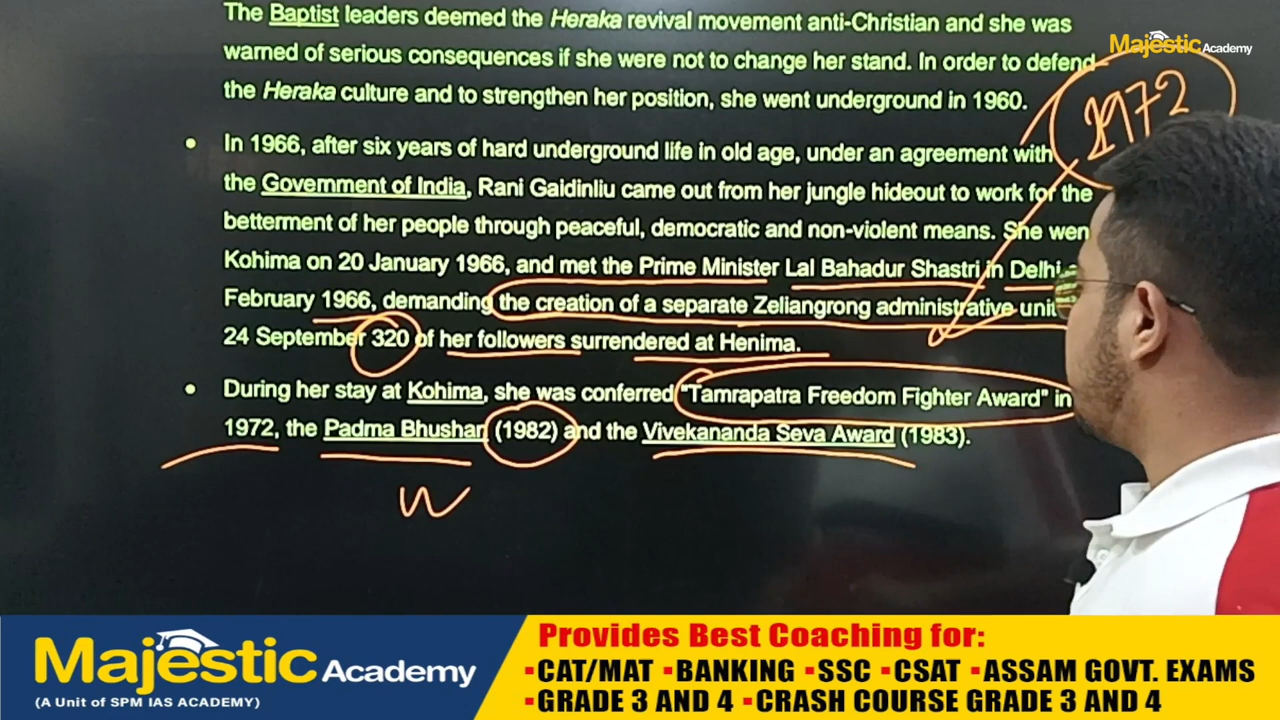 The Baptist leaders deemed the Heraka revival movement anti-Christian and she was
warned of serious consequences if she were not to change her stand. In order to defend
the Heraka culture and to strengthen her position, she went underground in 1960.
• In 1966, after six years of hard underground life in old age, under an agreement with
the Government of India, Rani Gaidinliu came out from her jungle hideout to work for the
betterment of her people through peaceful, democratic and non-violent means. She wen
Kohima on 20 January 1966, and met the Prime Minister Lal Bahadur Shastri in Delhi
February 1966, demanding the creation of a separate Zeliangrong administrative unit
24 September 320 of her followers surrendered at Henima.
• During her stay at Kohima, she was conferred "Tamrapatra Freedom Fighter Award" in
1972, the Padma Bhushan (1982) and the Vivekananda Seva Award (1983).
1972
Majestic Academy
Majestic Academy
(A Unit of SPM IAS ACADEMY)
Provides Best Coaching for:
▪CAT/MAT ▪BANKING ▪SSC ▪CSAT ▪ASSAM GOVT. EXAMS
▪GRADE 3 AND 4 ▪CRASH COURSE GRADE 3 AND 4